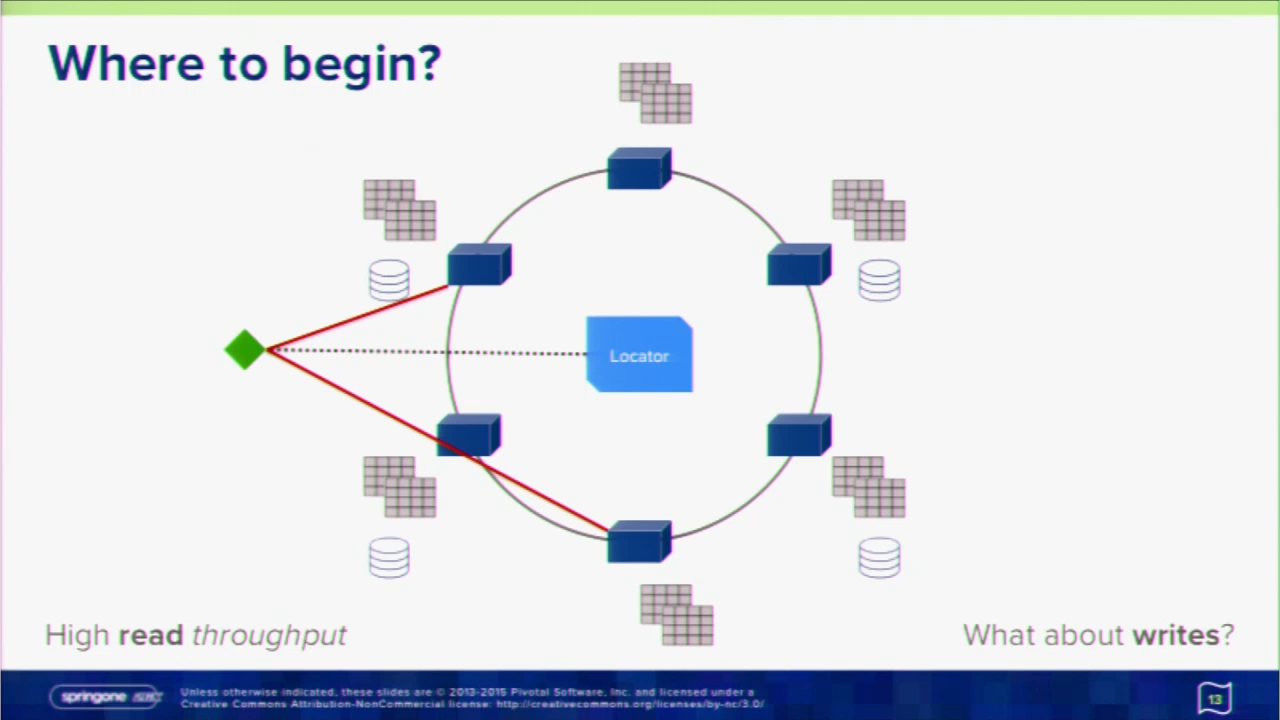 Where to begin?
Locator
High read throughput
What about writes?
springone
Unless otherwise indicated, these slides are © 2013-2015 Pivotal Software, Inc. and licensed under a
Creative Commons Attribution-NonCommercial license: http://creativecommons.org/licenses/by-nc/3.0/
13